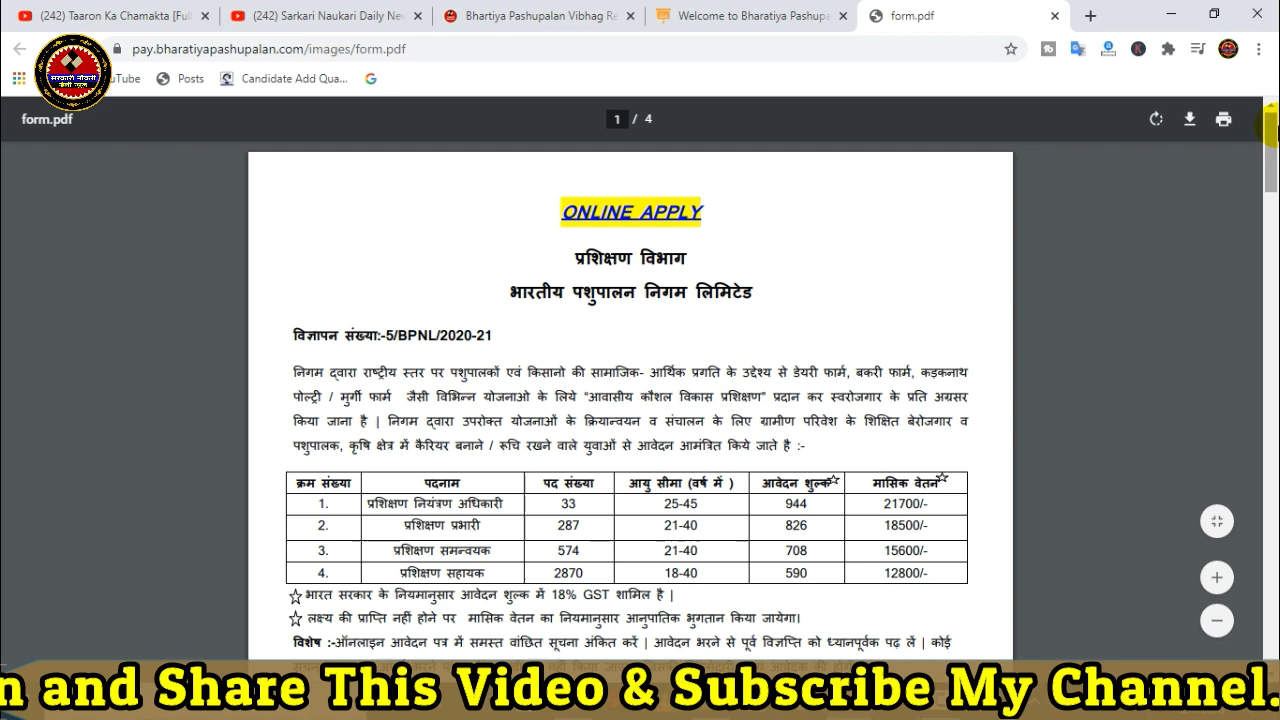 (242) Taaron Ka Chamakta [Full
(242) Sarkari Naukari Daily N
Bhartiya Pashupalan Vibhag Re
Welcome to Bharatiya Pashupa
form.pdf
pay.bharatiyapashupalan.com/images/form.pdf
Posts
Candidate Add Qua...
form.pdf
1 / 4
ONLINE APPLY
प्रशिक्षण विभाग
भारतीय पशुपालन निगम लिमिटेड
विज्ञापन संख्या:-5/BPNL/2020-21
निगम द्वारा राष्ट्रीय स्तर पर पशुपालकों एवं किसानो की सामाजिक- आर्थिक प्रगति के उद्देश्य से डेयरी फार्म, बकरी फार्म, कड़कनाथ
पोल्ट्री / मुर्गी फार्म जैसी विभिन्न योजनाओ के लिये "आवासीय कौशल विकास प्रशिक्षण" प्रदान कर स्वरोजगार के प्रति अग्रसर
किया जाना है | निगम द्वारा उपरोक्त योजनाओं के क्रियान्वयन व संचालन के लिए ग्रामीण परिवेश के शिक्षित बेरोजगार व
पशुपालक, कृषि क्षेत्र में कैरियर बनाने / रूचि रखने वाले युवाओं से आवेदन आमंत्रित किये जाते है :-
क्रम संख्या पदनाम पद संख्या आयु सीमा (वर्ष में ) आवेदन शुल्क☆ मासिक वेतन☆
1. प्रशिक्षण नियंत्रण अधिकारी 33 25-45 944 21700/-
2. प्रशिक्षण प्रभारी 287 21-40 826 18500/-
3. प्रशिक्षण समन्वयक 574 21-40 708 15600/-
4. प्रशिक्षण सहायक 2870 18-40 590 12800/-
☆ भारत सरकार के नियमानुसार आवेदन शुल्क में 18% GST शामिल है |
☆ लक्ष्य की प्राप्ति नहीं होने पर मासिक वेतन का नियमानुसार आनुपातिक भुगतान किया जायेगा।
विशेष :-ऑनलाइन आवेदन पत्र में समस्त वांछित सूचना अंकित करें | आवेदन भरने से पूर्व विज्ञप्ति को ध्यानपूर्वक पढ़ लें | कोई
n and Share This Video & Subscribe My Channel.